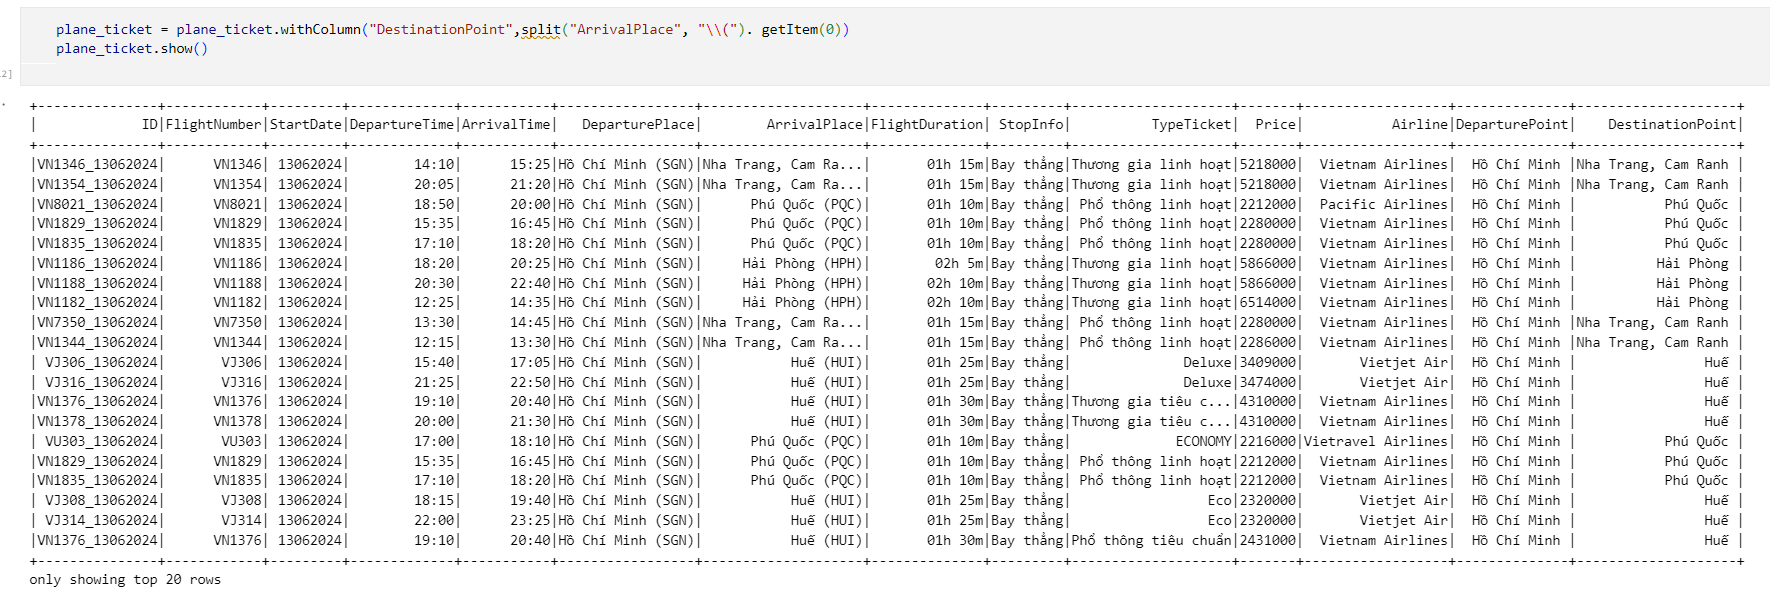 plane_ticket = plane_ticket.withColumn("DestinationPoint",split("ArrivalPlace", "\\("). getItem(0))
plane_ticket.show()
2]
+---------------+------------+---------+-------------+-----------+-----------------+--------------------+--------------+---------+--------------------+-------+------------------+--------------+--------------------+
|             ID|FlightNumber|StartDate|DepartureTime|ArrivalTime|   DeparturePlace|        ArrivalPlace|FlightDuration| StopInfo|          TypeTicket|  Price|           Airline|DeparturePoint|    DestinationPoint|
+---------------+------------+---------+-------------+-----------+-----------------+--------------------+--------------+---------+--------------------+-------+------------------+--------------+--------------------+
|VN1346_13062024|      VN1346| 13062024|        14:10|      15:25|Hồ Chí Minh (SGN)|Nha Trang, Cam Ra...|       01h 15m|Bay thẳng|Thương gia linh hoạt|5218000|  Vietnam Airlines|  Hồ Chí Minh |Nha Trang, Cam Ranh |
|VN1354_13062024|      VN1354| 13062024|        20:05|      21:20|Hồ Chí Minh (SGN)|Nha Trang, Cam Ra...|       01h 15m|Bay thẳng|Thương gia linh hoạt|5218000|  Vietnam Airlines|  Hồ Chí Minh |Nha Trang, Cam Ranh |
|VN8021_13062024|      VN8021| 13062024|        18:50|      20:00|Hồ Chí Minh (SGN)|      Phú Quốc (PQC)|       01h 10m|Bay thẳng| Phổ thông linh hoạt|2212000|  Pacific Airlines|  Hồ Chí Minh |           Phú Quốc |
|VN1829_13062024|      VN1829| 13062024|        15:35|      16:45|Hồ Chí Minh (SGN)|      Phú Quốc (PQC)|       01h 10m|Bay thẳng| Phổ thông linh hoạt|2280000|  Vietnam Airlines|  Hồ Chí Minh |           Phú Quốc |
|VN1835_13062024|      VN1835| 13062024|        17:10|      18:20|Hồ Chí Minh (SGN)|      Phú Quốc (PQC)|       01h 10m|Bay thẳng| Phổ thông linh hoạt|2280000|  Vietnam Airlines|  Hồ Chí Minh |           Phú Quốc |
|VN1186_13062024|      VN1186| 13062024|        18:20|      20:25|Hồ Chí Minh (SGN)|     Hải Phòng (HPH)|        02h 5m|Bay thẳng|Thương gia linh hoạt|5866000|  Vietnam Airlines|  Hồ Chí Minh |          Hải Phòng |
|VN1188_13062024|      VN1188| 13062024|        20:30|      22:40|Hồ Chí Minh (SGN)|     Hải Phòng (HPH)|       02h 10m|Bay thẳng|Thương gia linh hoạt|5866000|  Vietnam Airlines|  Hồ Chí Minh |          Hải Phòng |
|VN1182_13062024|      VN1182| 13062024|        12:25|      14:35|Hồ Chí Minh (SGN)|     Hải Phòng (HPH)|       02h 10m|Bay thẳng|Thương gia linh hoạt|6514000|  Vietnam Airlines|  Hồ Chí Minh |          Hải Phòng |
|VN7350_13062024|      VN7350| 13062024|        13:30|      14:45|Hồ Chí Minh (SGN)|Nha Trang, Cam Ra...|       01h 15m|Bay thẳng| Phổ thông linh hoạt|2280000|  Vietnam Airlines|  Hồ Chí Minh |Nha Trang, Cam Ranh |
|VN1344_13062024|      VN1344| 13062024|        12:15|      13:30|Hồ Chí Minh (SGN)|Nha Trang, Cam Ra...|       01h 15m|Bay thẳng| Phổ thông linh hoạt|2286000|  Vietnam Airlines|  Hồ Chí Minh |Nha Trang, Cam Ranh |
| VJ306_13062024|       VJ306| 13062024|        15:40|      17:05|Hồ Chí Minh (SGN)|           Huế (HUI)|       01h 25m|Bay thẳng|              Deluxe|3409000|       Vietjet Air|  Hồ Chí Minh |                Huế |
| VJ316_13062024|       VJ316| 13062024|        21:25|      22:50|Hồ Chí Minh (SGN)|           Huế (HUI)|       01h 25m|Bay thẳng|              Deluxe|3474000|       Vietjet Air|  Hồ Chí Minh |                Huế |
|VN1376_13062024|      VN1376| 13062024|        19:10|      20:40|Hồ Chí Minh (SGN)|           Huế (HUI)|       01h 30m|Bay thẳng|Thương gia tiêu c...|4310000|  Vietnam Airlines|  Hồ Chí Minh |                Huế |
|VN1378_13062024|      VN1378| 13062024|        20:00|      21:30|Hồ Chí Minh (SGN)|           Huế (HUI)|       01h 30m|Bay thẳng|Thương gia tiêu c...|4310000|  Vietnam Airlines|  Hồ Chí Minh |                Huế |
| VU303_13062024|       VU303| 13062024|        17:00|      18:10|Hồ Chí Minh (SGN)|      Phú Quốc (PQC)|       01h 10m|Bay thẳng|             ECONOMY|2216000|Vietravel Airlines|  Hồ Chí Minh |           Phú Quốc |
|VN1829_13062024|      VN1829| 13062024|        15:35|      16:45|Hồ Chí Minh (SGN)|      Phú Quốc (PQC)|       01h 10m|Bay thẳng| Phổ thông linh hoạt|2212000|  Vietnam Airlines|  Hồ Chí Minh |           Phú Quốc |
|VN1835_13062024|      VN1835| 13062024|        17:10|      18:20|Hồ Chí Minh (SGN)|      Phú Quốc (PQC)|       01h 10m|Bay thẳng| Phổ thông linh hoạt|2212000|  Vietnam Airlines|  Hồ Chí Minh |           Phú Quốc |
| VJ308_13062024|       VJ308| 13062024|        18:15|      19:40|Hồ Chí Minh (SGN)|           Huế (HUI)|       01h 25m|Bay thẳng|                 Eco|2320000|       Vietjet Air|  Hồ Chí Minh |                Huế |
| VJ314_13062024|       VJ314| 13062024|        22:00|      23:25|Hồ Chí Minh (SGN)|           Huế (HUI)|       01h 25m|Bay thẳng|                 Eco|2320000|       Vietjet Air|  Hồ Chí Minh |                Huế |
|VN1376_13062024|      VN1376| 13062024|        19:10|      20:40|Hồ Chí Minh (SGN)|           Huế (HUI)|       01h 30m|Bay thẳng|Phổ thông tiêu chuẩn|2431000|  Vietnam Airlines|  Hồ Chí Minh |                Huế |
+---------------+------------+---------+-------------+-----------+-----------------+--------------------+--------------+---------+--------------------+-------+------------------+--------------+--------------------+
only showing top 20 rows